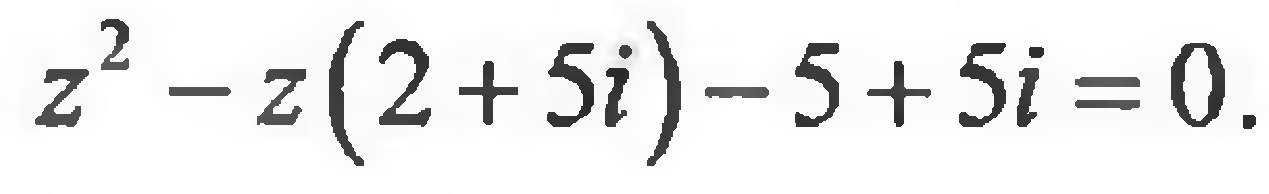 z² − z(2 + 5i) − 5 + 5i = 0.